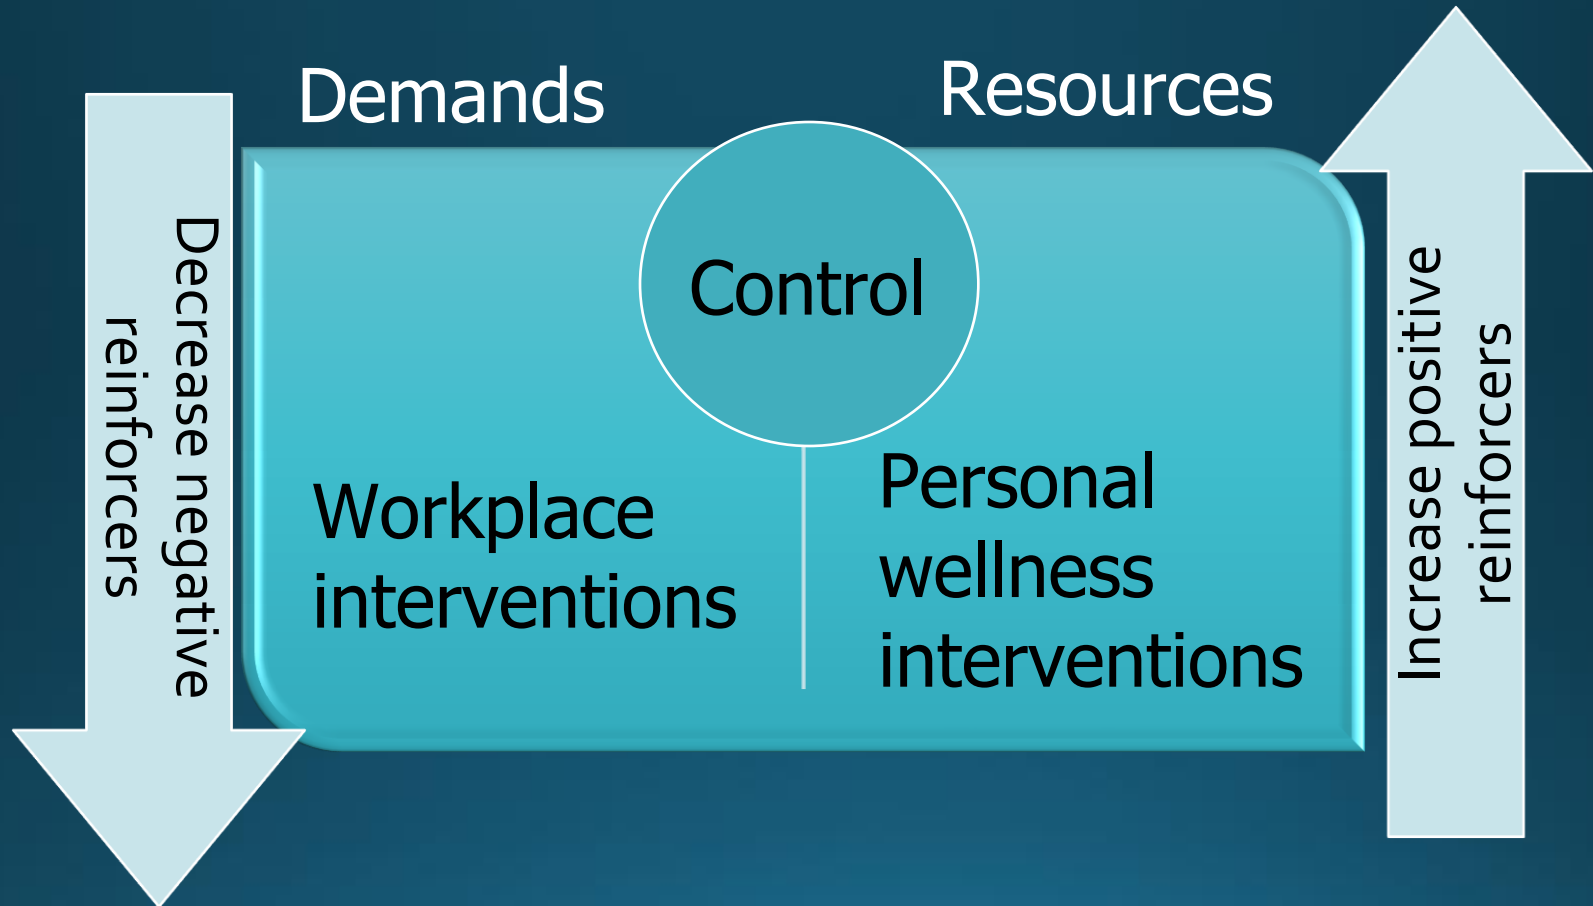 Demands
Resources
Decrease negative
reinforcers
Control
Workplace
interventions
Personal
wellness
interventions
Increase positive
reinforcers